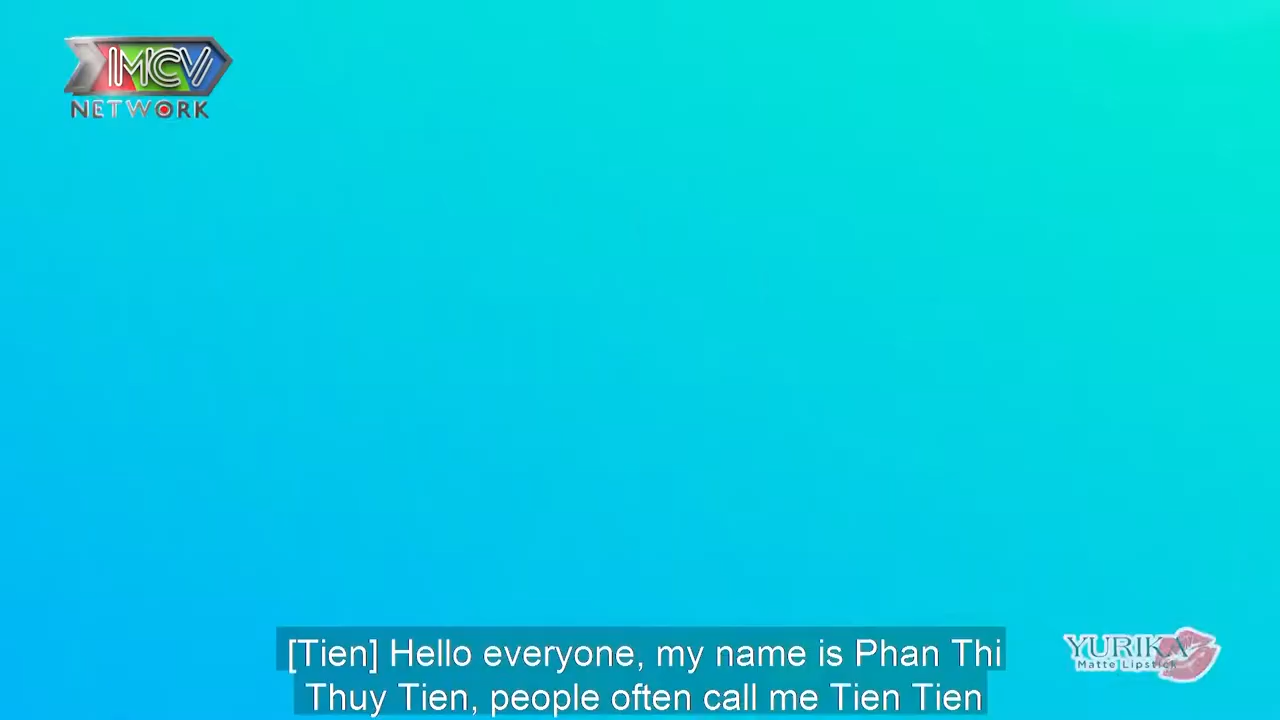 MCV
NETWORK
[Tien] Hello everyone, my name is Phan Thi
Thuy Tien, people often call me Tien Tien
YURIKA
Matte Lipstick